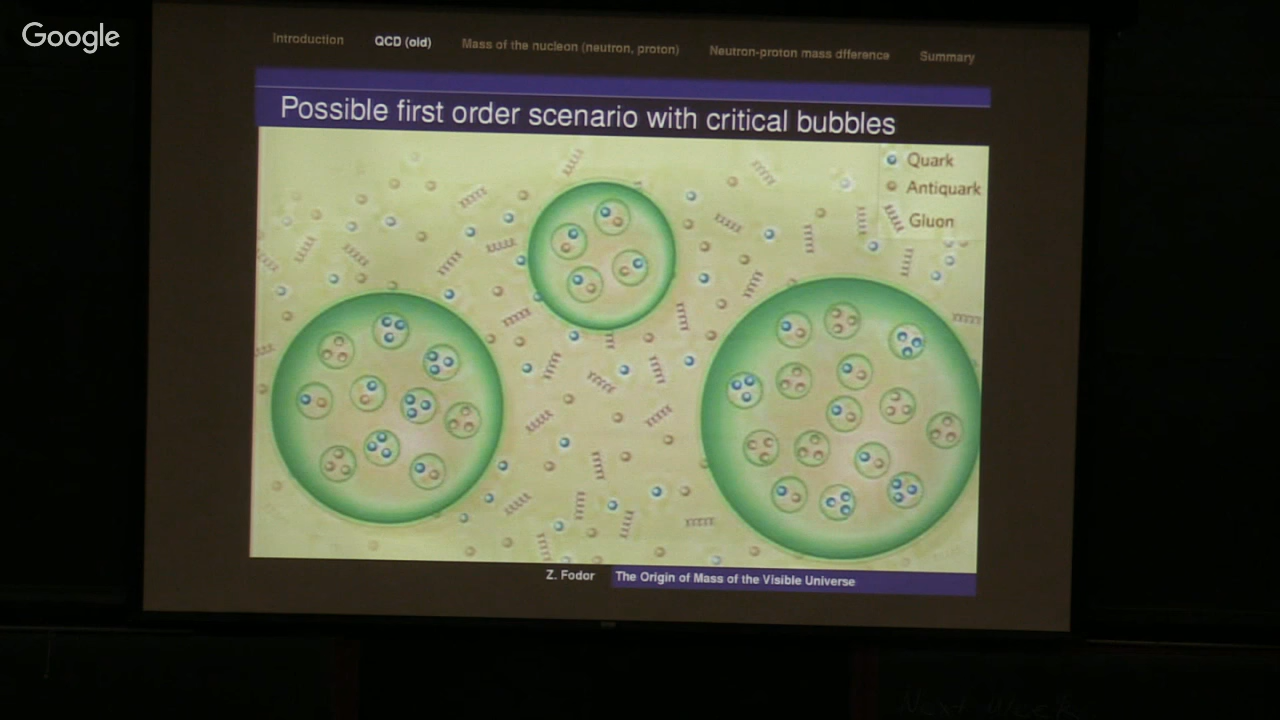 Google
Introduction QCD (old) Mass of the nucleon (neutron, proton) Neutron-proton mass difference Summary
Possible first order scenario with critical bubbles
Quark
Antiquark
Gluon
Z. Fodor The Origin of Mass of the Visible Universe